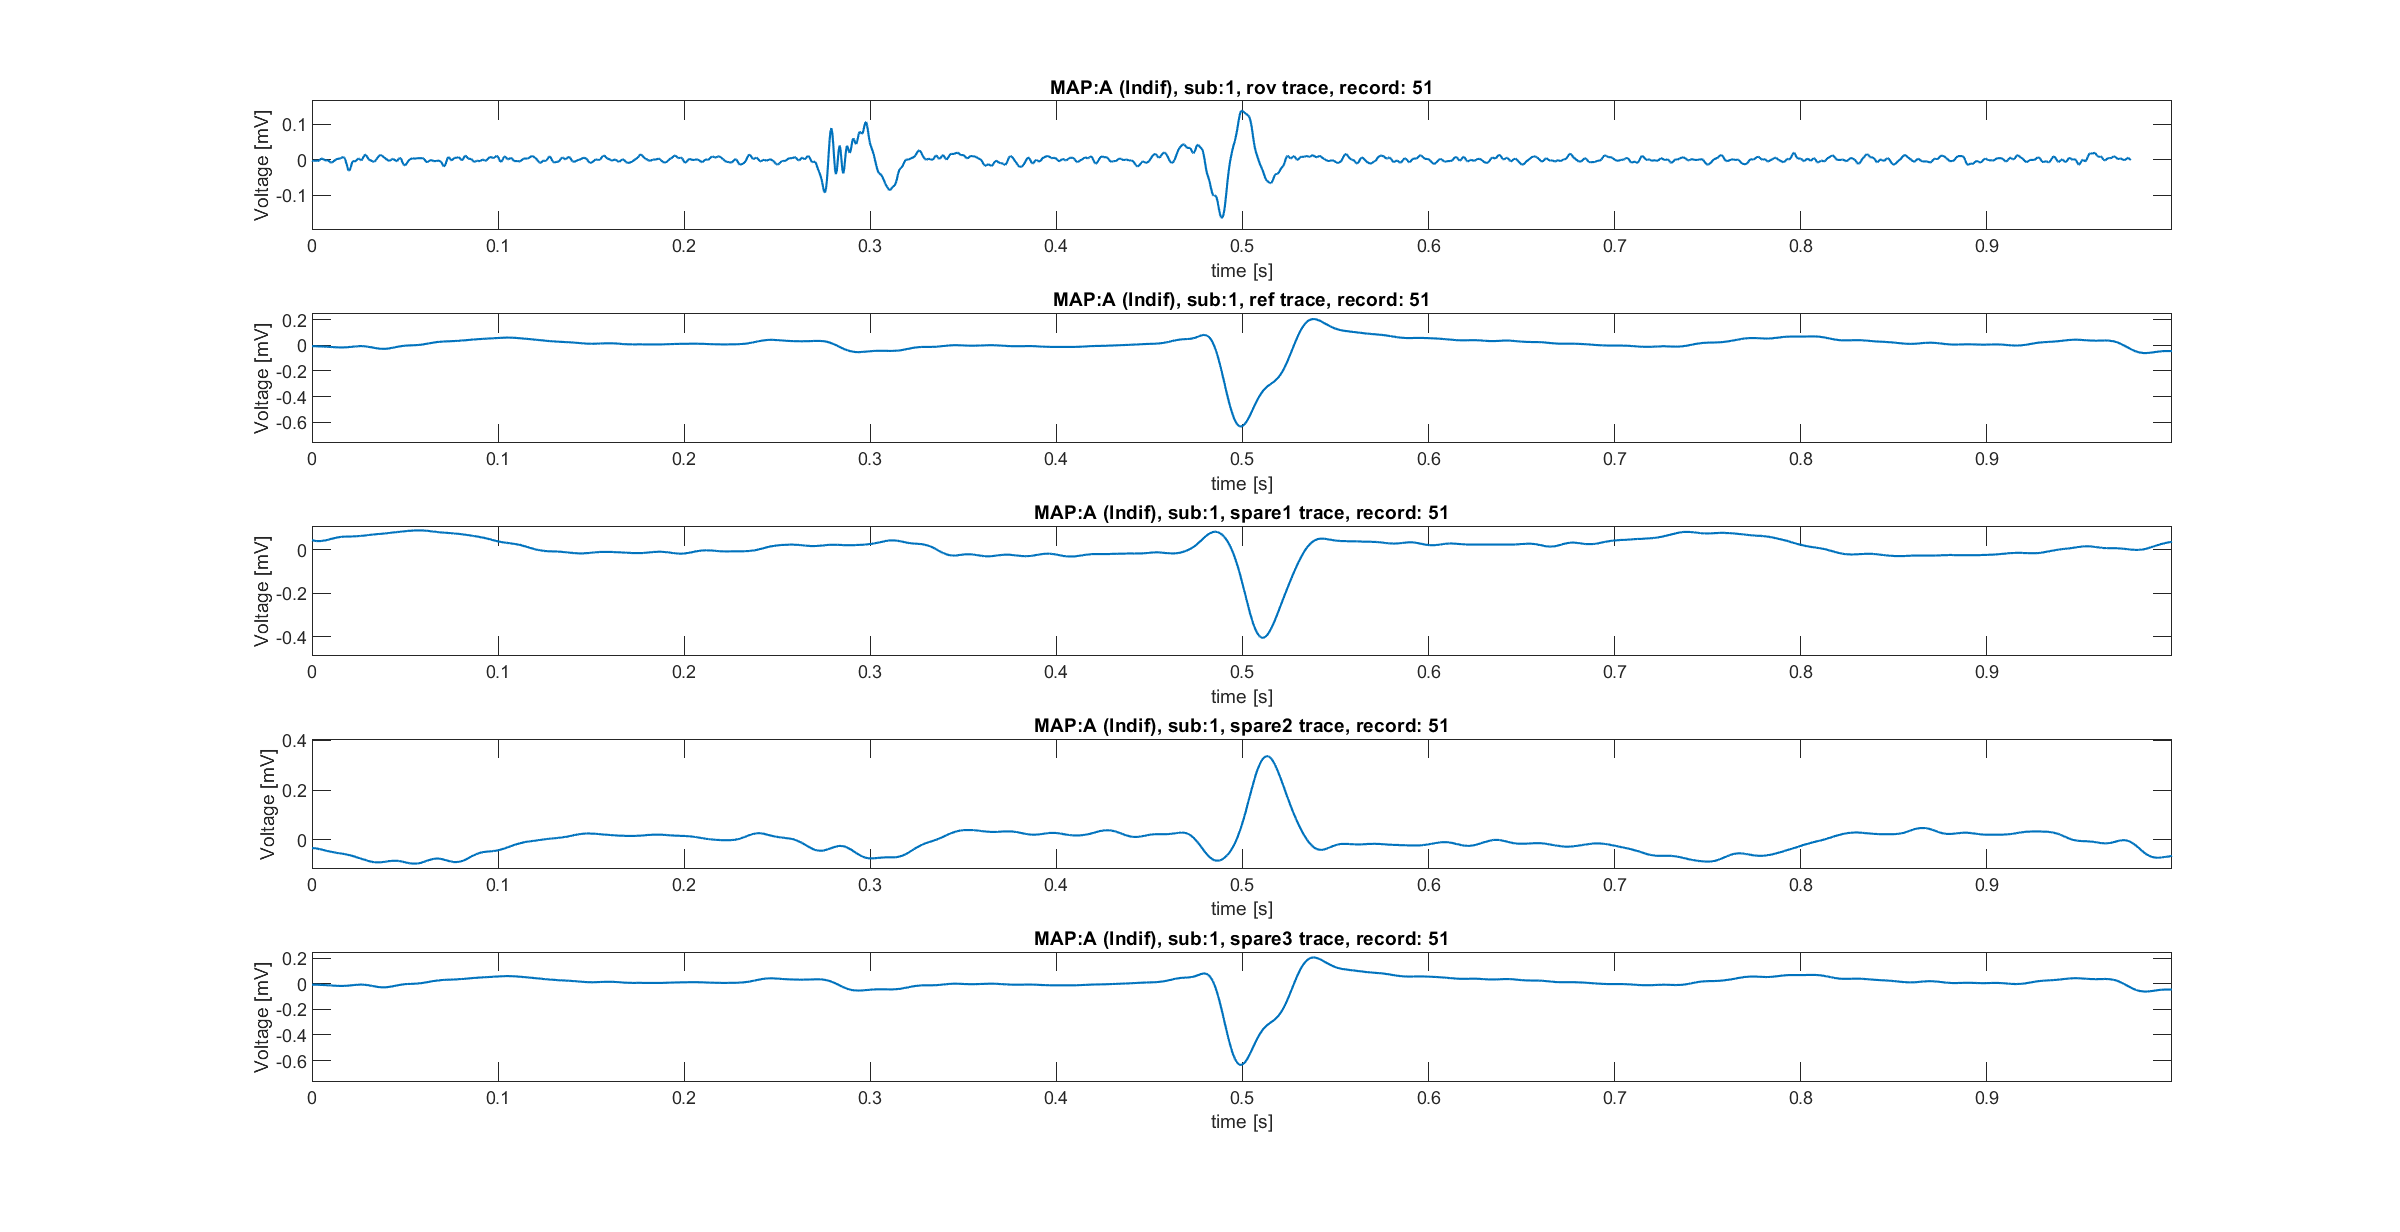 MAP:A (Indif), sub:1, rov trace, record: 51
Voltage [mV]
0.1
0
-0.1
0 0.1 0.2 0.3 0.4 0.5 0.6 0.7 0.8 0.9
time [s]
MAP:A (Indif), sub:1, ref trace, record: 51
Voltage [mV]
0.2
0
-0.2
-0.4
-0.6
0 0.1 0.2 0.3 0.4 0.5 0.6 0.7 0.8 0.9
time [s]
MAP:A (Indif), sub:1, spare1 trace, record: 51
Voltage [mV]
0
-0.2
-0.4
0 0.1 0.2 0.3 0.4 0.5 0.6 0.7 0.8 0.9
time [s]
MAP:A (Indif), sub:1, spare2 trace, record: 51
Voltage [mV]
0.4
0.2
0
0 0.1 0.2 0.3 0.4 0.5 0.6 0.7 0.8 0.9
time [s]
MAP:A (Indif), sub:1, spare3 trace, record: 51
Voltage [mV]
0.2
0
-0.2
-0.4
-0.6
0 0.1 0.2 0.3 0.4 0.5 0.6 0.7 0.8 0.9
time [s]